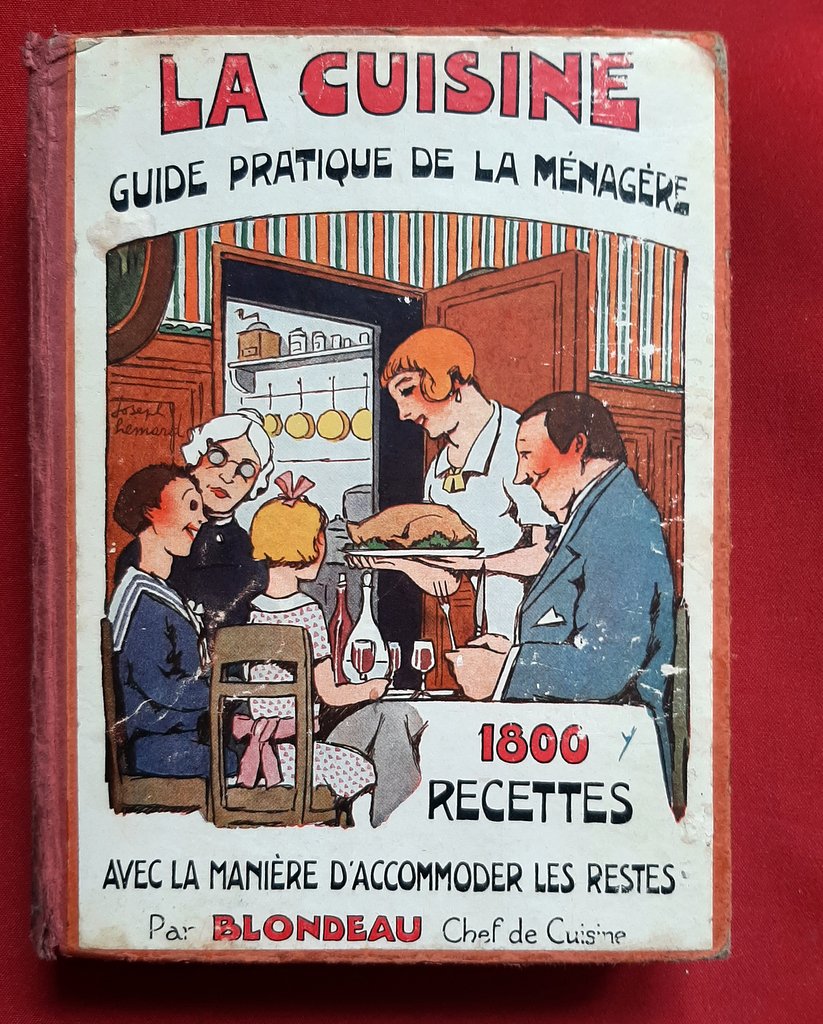 LA CUISINE
GUIDE PRATIQUE DE LA MÉNAGÈRE
Joseph
Hémard
1800
RECETTES
AVEC LA MANIÈRE D'ACCOMMODER LES RESTES
Par BLONDEAU Chef de Cuisine